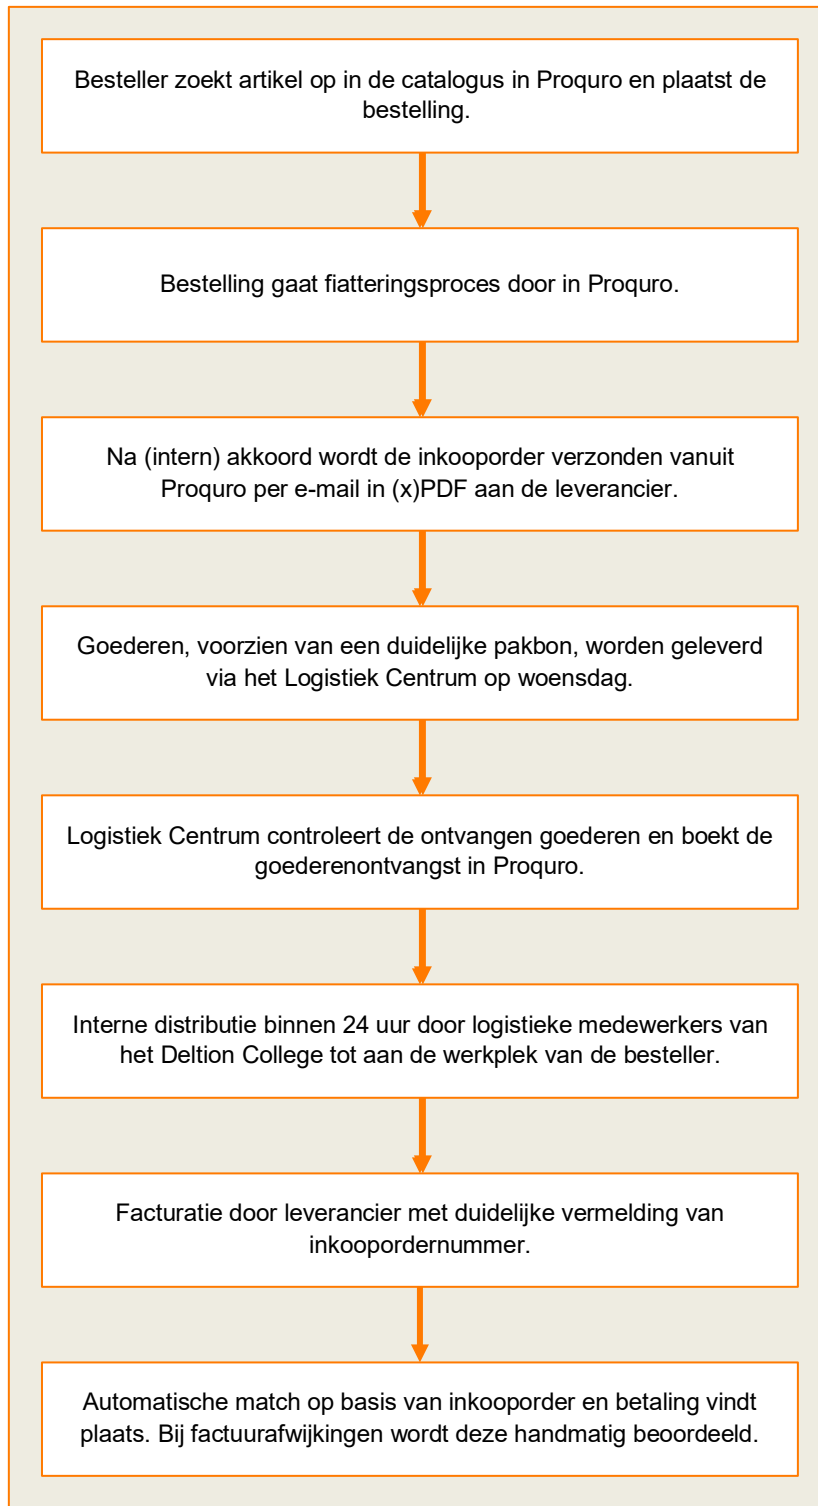 Besteller zoekt artikel op in de catalogus in Proquro en plaatst de
bestelling.
Bestelling gaat fiatteringsproces door in Proquro.
Na (intern) akkoord wordt de inkooporder verzonden vanuit
Proquro per e-mail in (x)PDF aan de leverancier.
Goederen, voorzien van een duidelijke pakbon, worden geleverd
via het Logistiek Centrum op woensdag.
Logistiek Centrum controleert de ontvangen goederen en boekt de
goederenontvangst in Proquro.
Interne distributie binnen 24 uur door logistieke medewerkers van
het Deltion College tot aan de werkplek van de besteller.
Facturatie door leverancier met duidelijke vermelding van
inkoopordernummer.
Automatische match op basis van inkooporder en betaling vindt
plaats. Bij factuurafwijkingen wordt deze handmatig beoordeeld.